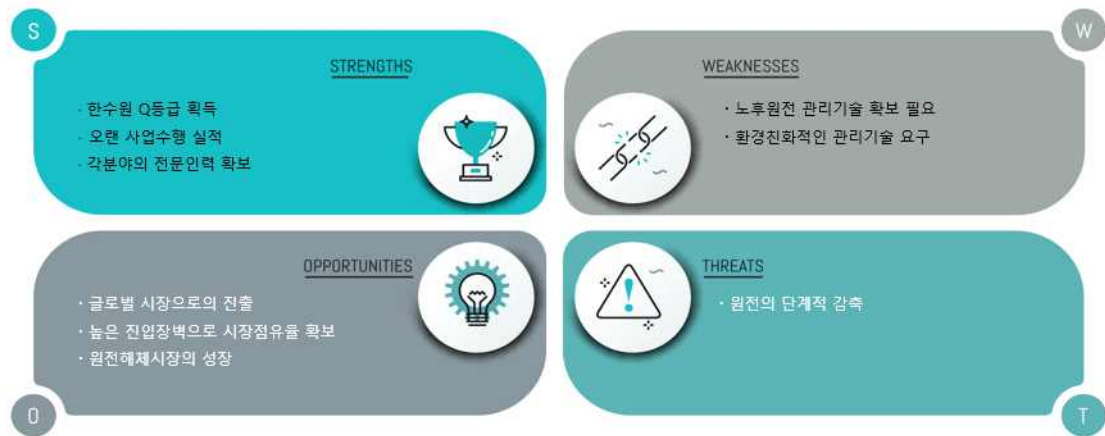 S
STRENGTHS
· 한수원 Q등급 획득
· 오랜 사업수행 실적
· 각분야의 전문인력 확보
W
WEAKNESSES
· 노후원전 관리기술 확보 필요
· 환경친화적인 관리기술 요구
OPPORTUNITIES
· 글로벌 시장으로의 진출
· 높은 진입장벽으로 시장점유율 확보
· 원전해체시장의 성장
O
THREATS
· 원전의 단계적 감축
T